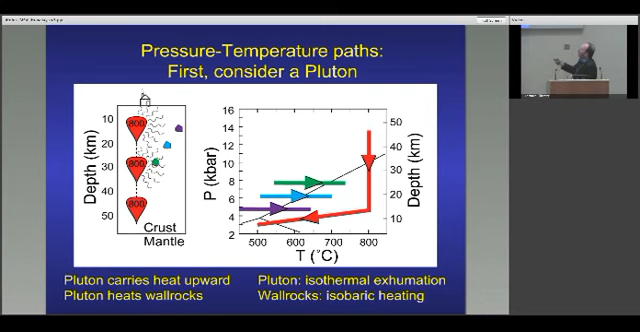 Pressure-Temperature paths:
First, consider a Pluton
Depth (km)
10
20
30
40
50
800
800
800
Crust
Mantle
P (kbar)
16
14
12
10
8
6
4
2
500
600
700
800
T (°C)
50
40
30
20
10
Depth (km)
Pluton carries heat upward
Pluton heats wallrocks
Pluton: isothermal exhumation
Wallrocks: isobaric heating